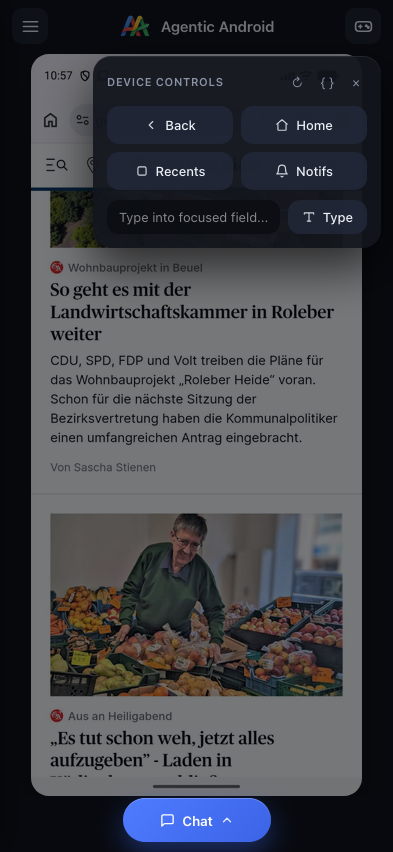 Agentic Android
10:57
DEVICE CONTROLS
Back
Home
Recents
Notifs
Type into focused field...
Type
Wohnbauprojekt in Beuel
So geht es mit der
Landwirtschaftskammer in Roleber
weiter
CDU, SPD, FDP und Volt treiben die Pläne für
das Wohnbauprojekt „Roleber Heide“ voran.
Schon für die nächste Sitzung der
Bezirksvertretung haben die Kommunalpolitiker
einen umfangreichen Antrag eingebracht.
Von Sascha Stienen
Aus an Heiligabend
„Es tut schon weh, jetzt alles
aufzugeben” - Laden in
Chat